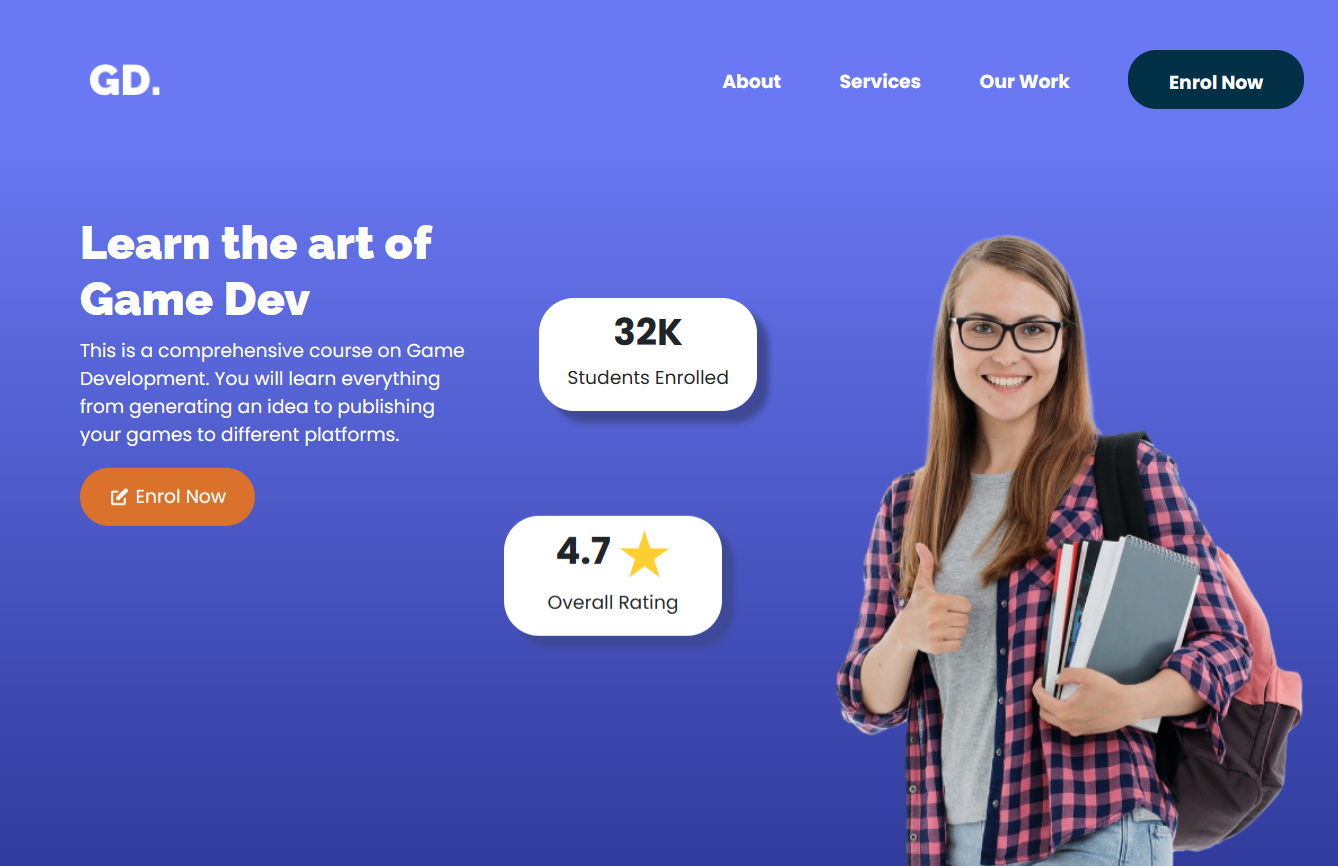 GD.
About
Services
Our Work
Enrol Now
Learn the art of
Game Dev
This is a comprehensive course on Game
Development. You will learn everything
from generating an idea to publishing
your games to different platforms.
Enrol Now
32K
Students Enrolled
4.7
Overall Rating